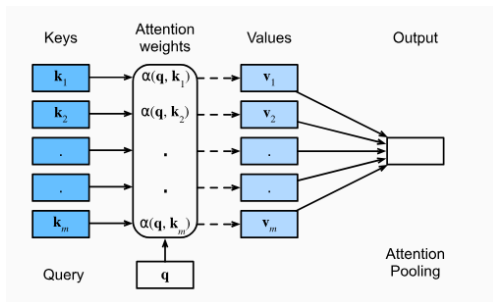 Keys
Attention
weights
Values
Output
k₁
α(q, k₁)
v₁
k₂
α(q, k₂)
v₂
.
.
.
.
.
.
kₘ
α(q, kₘ)
vₘ
Query
q
Attention
Pooling